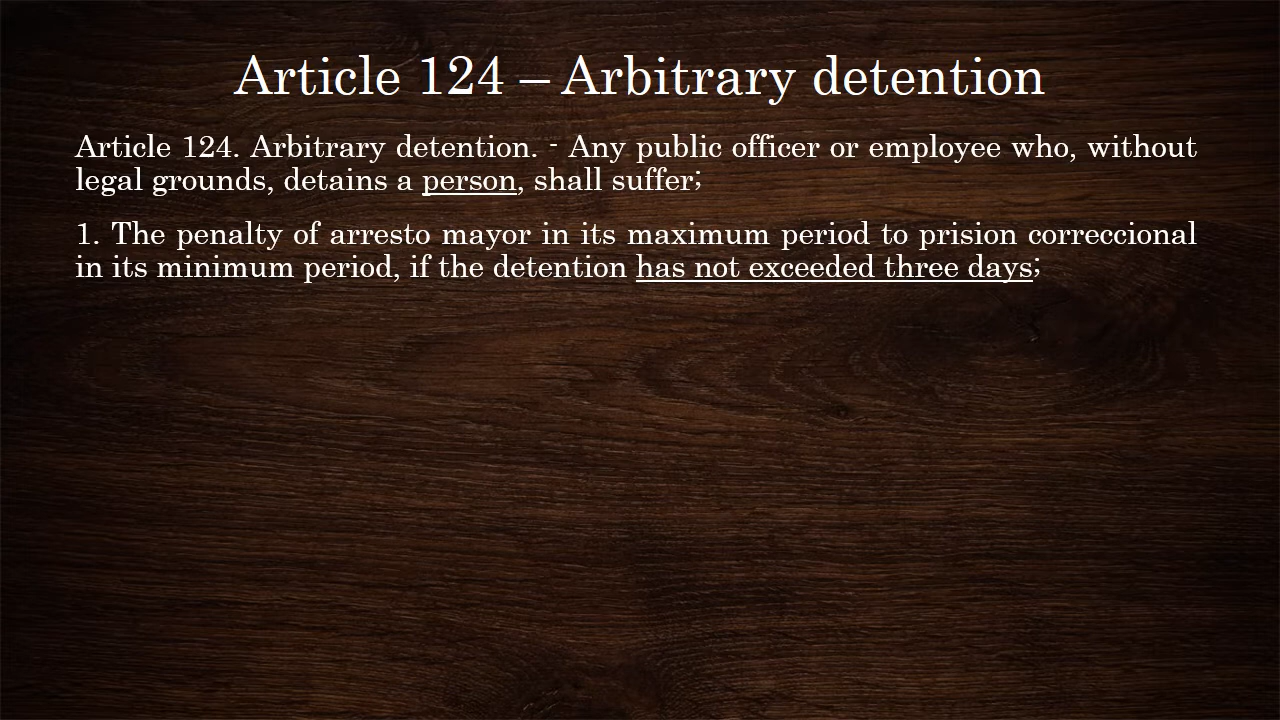 Article 124 – Arbitrary detention
Article 124. Arbitrary detention. - Any public officer or employee who, without
legal grounds, detains a person, shall suffer;
1. The penalty of arresto mayor in its maximum period to prision correccional
in its minimum period, if the detention has not exceeded three days;